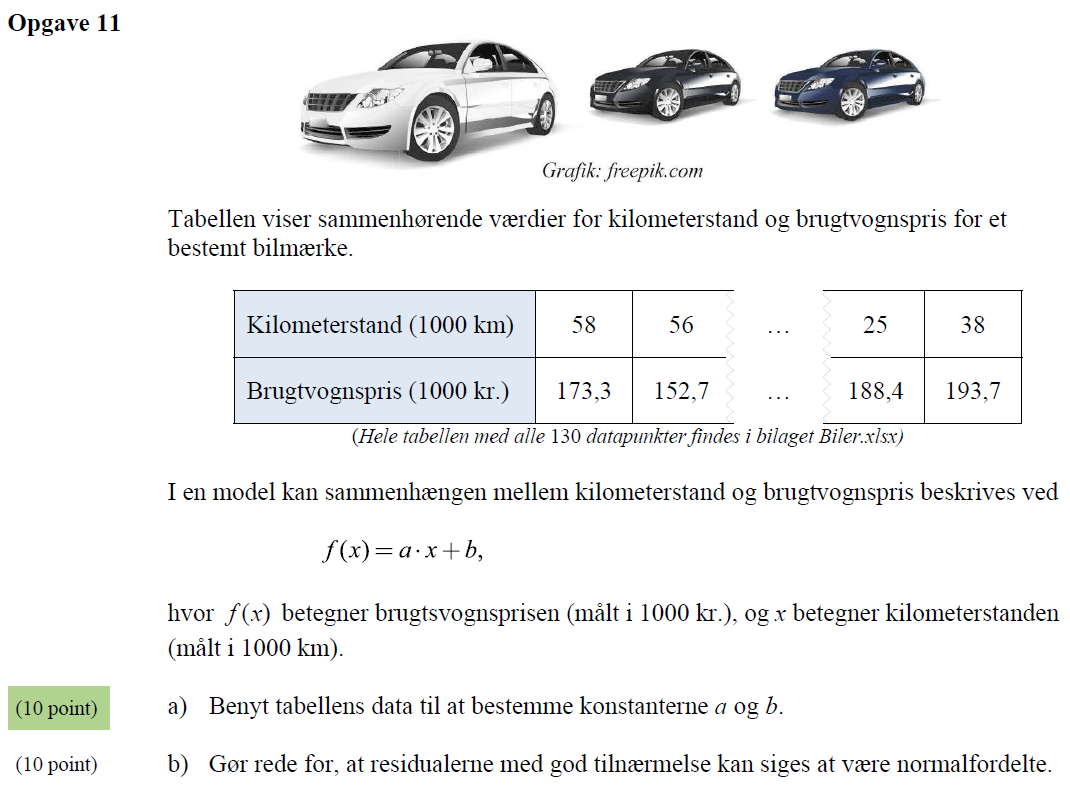 Opgave 11
Grafik: freepik.com
Tabellen viser sammenhørende værdier for kilometerstand og brugtvognspris for et
bestemt bilmærke.
Kilometerstand (1000 km) 58 56 … 25 38
Brugtvognspris (1000 kr.) 173,3 152,7 … 188,4 193,7
(Hele tabellen med alle 130 datapunkter findes i bilaget Biler.xlsx)
I en model kan sammenhængen mellem kilometerstand og brugtvognspris beskrives ved
f(x) = a · x + b,
hvor f(x) betegner brugtsvognsprisen (målt i 1000 kr.), og x betegner kilometerstanden
(målt i 1000 km).
(10 point) a) Benyt tabellens data til at bestemme konstanterne a og b.
(10 point) b) Gør rede for, at residualerne med god tilnærmelse kan siges at være normalfordelte.